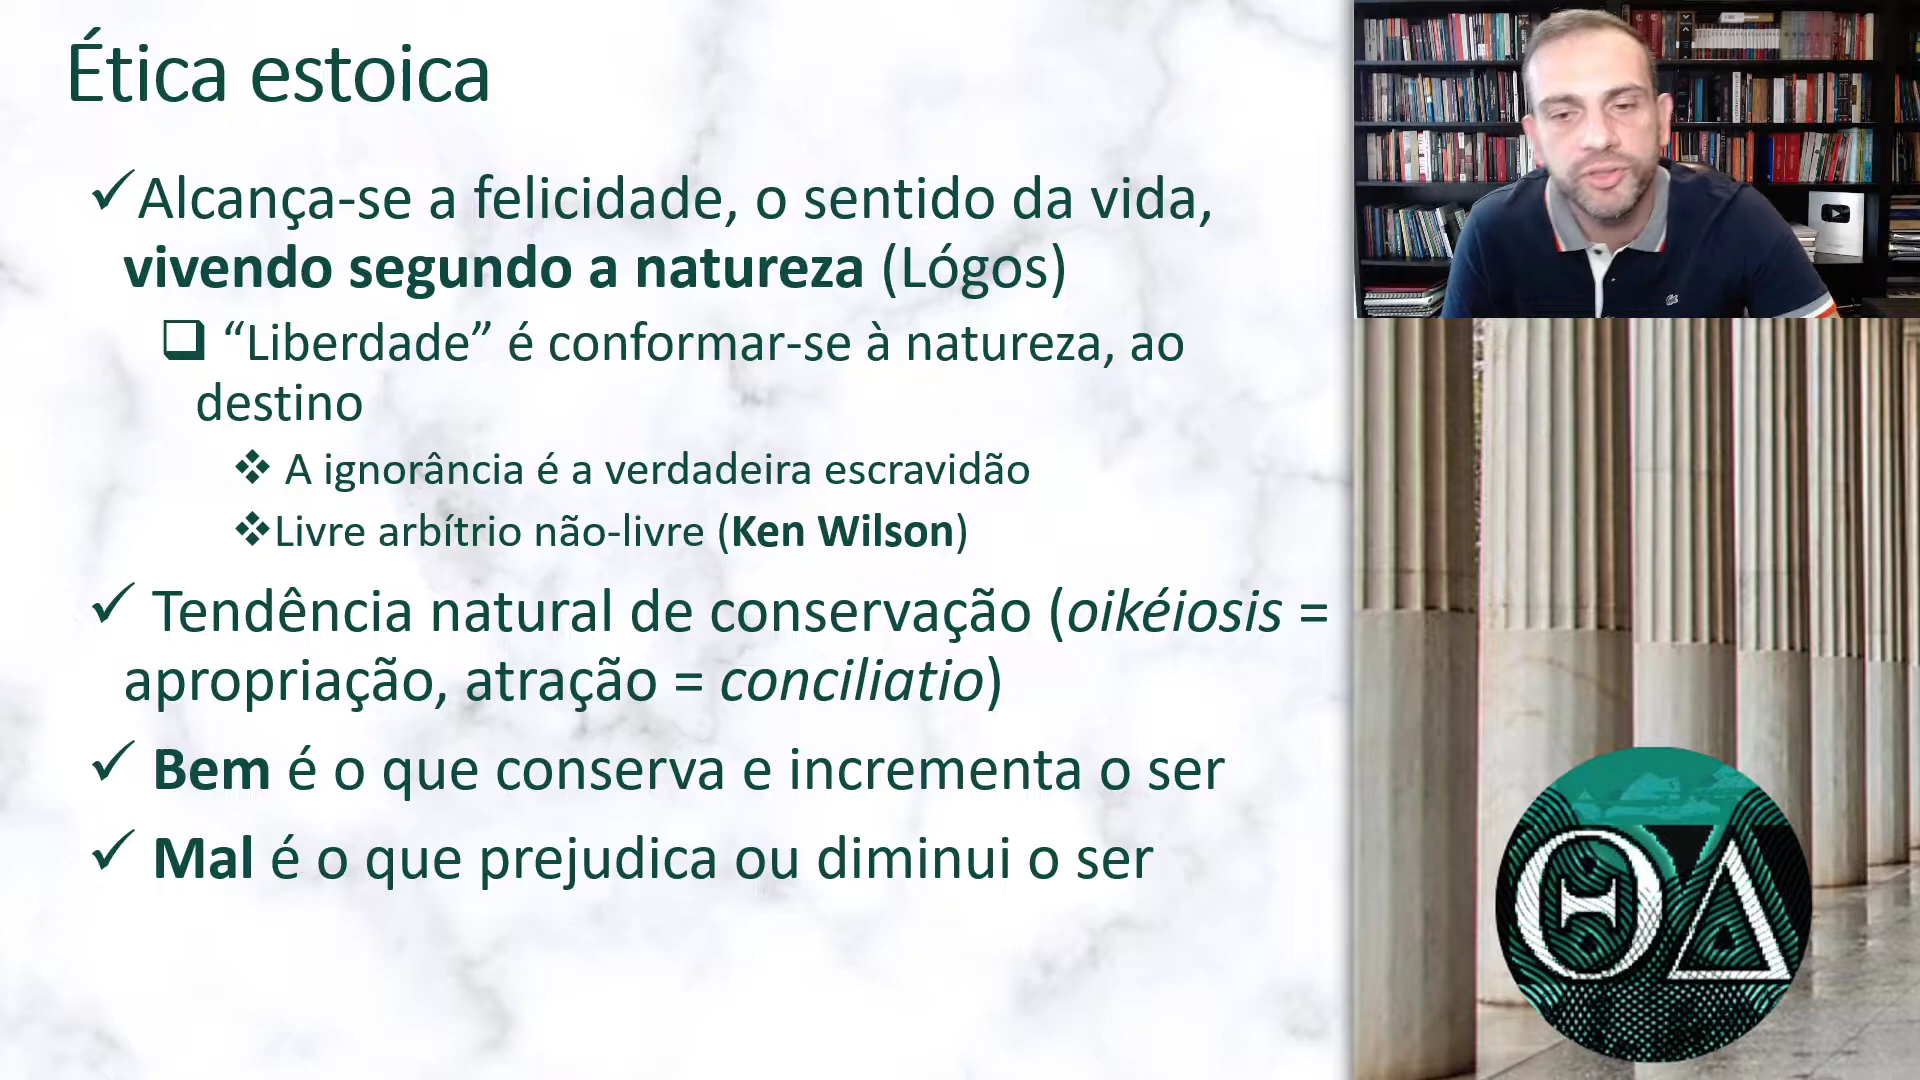 Ética estoica
✓Alcança-se a felicidade, o sentido da vida,
vivendo segundo a natureza (Lógos)
❑ “Liberdade” é conformar-se à natureza, ao
destino
❖ A ignorância é a verdadeira escravidão
❖Livre arbítrio não-livre (Ken Wilson)
✓ Tendência natural de conservação (oikéiosis =
apropriação, atração = conciliatio)
✓ Bem é o que conserva e incrementa o ser
✓ Mal é o que prejudica ou diminui o ser
ΘΔ